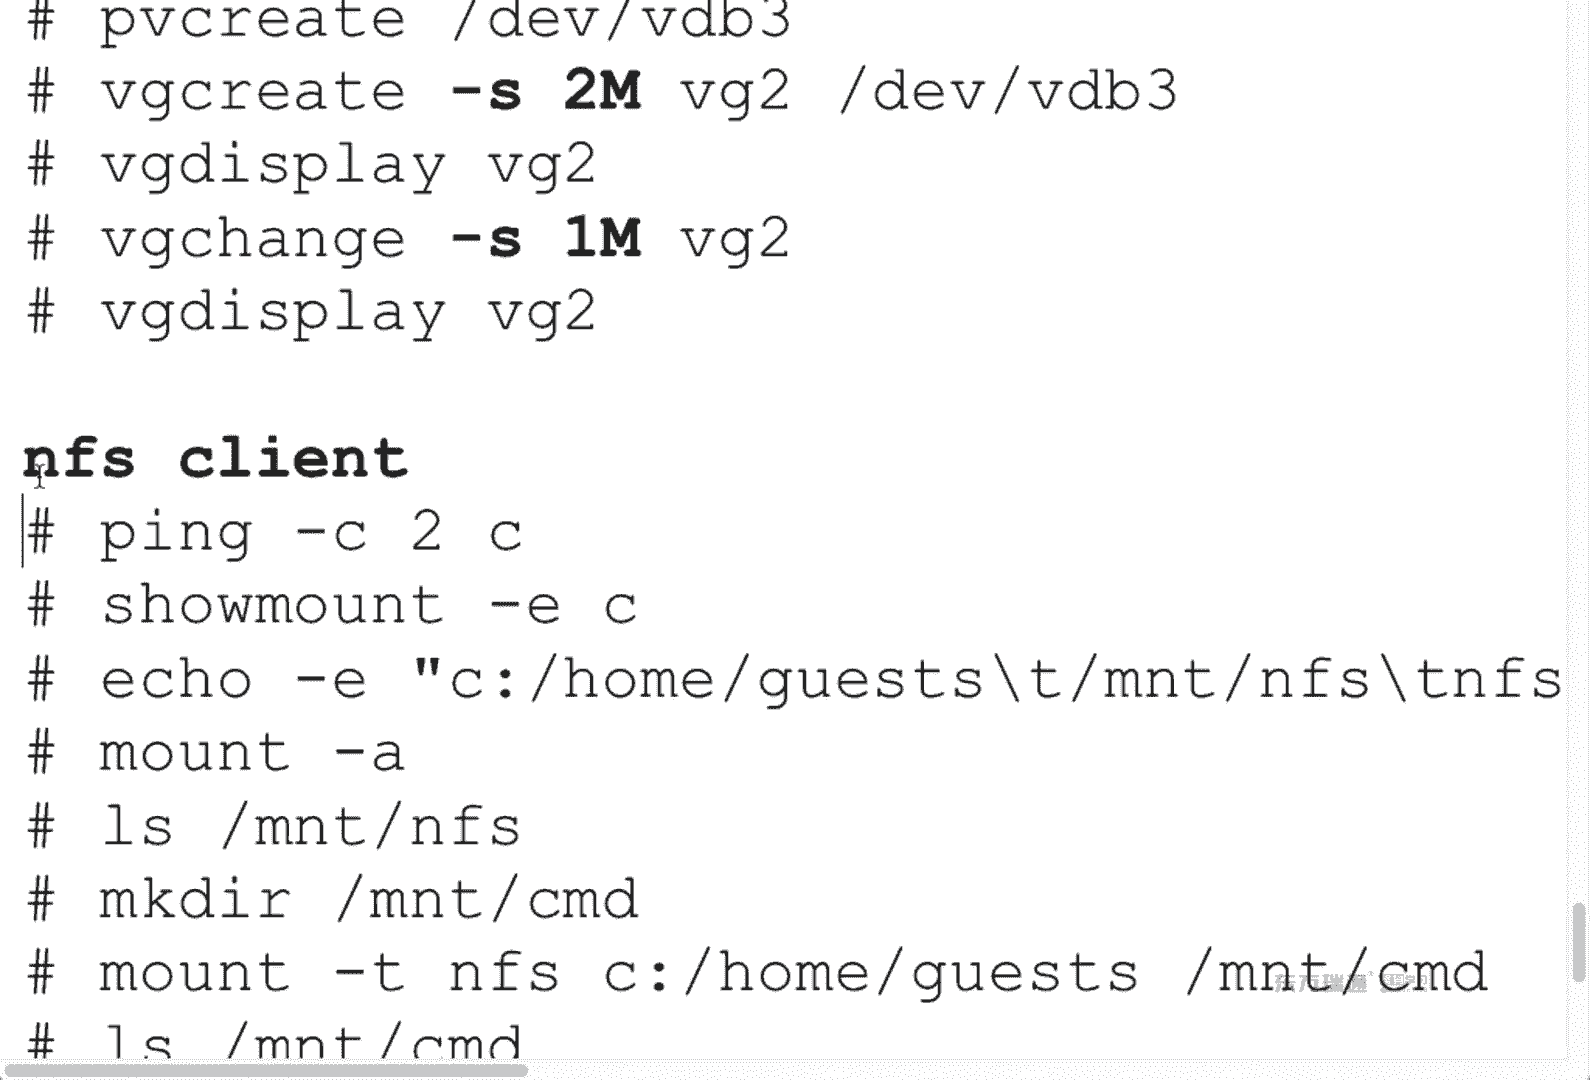 # pvcreate /dev/vdb3
# vgcreate -s 2M vg2 /dev/vdb3
# vgdisplay vg2
# vgchange -s 1M vg2
# vgdisplay vg2
nfs client
# ping -c 2 c
# showmount -e c
# echo -e "c:/home/guests\t/mnt/nfs\tnfs
# mount -a
# ls /mnt/nfs
# mkdir /mnt/cmd
# mount -t nfs c:/home/guests /mnt/cmd
# ls /mnt/cmd